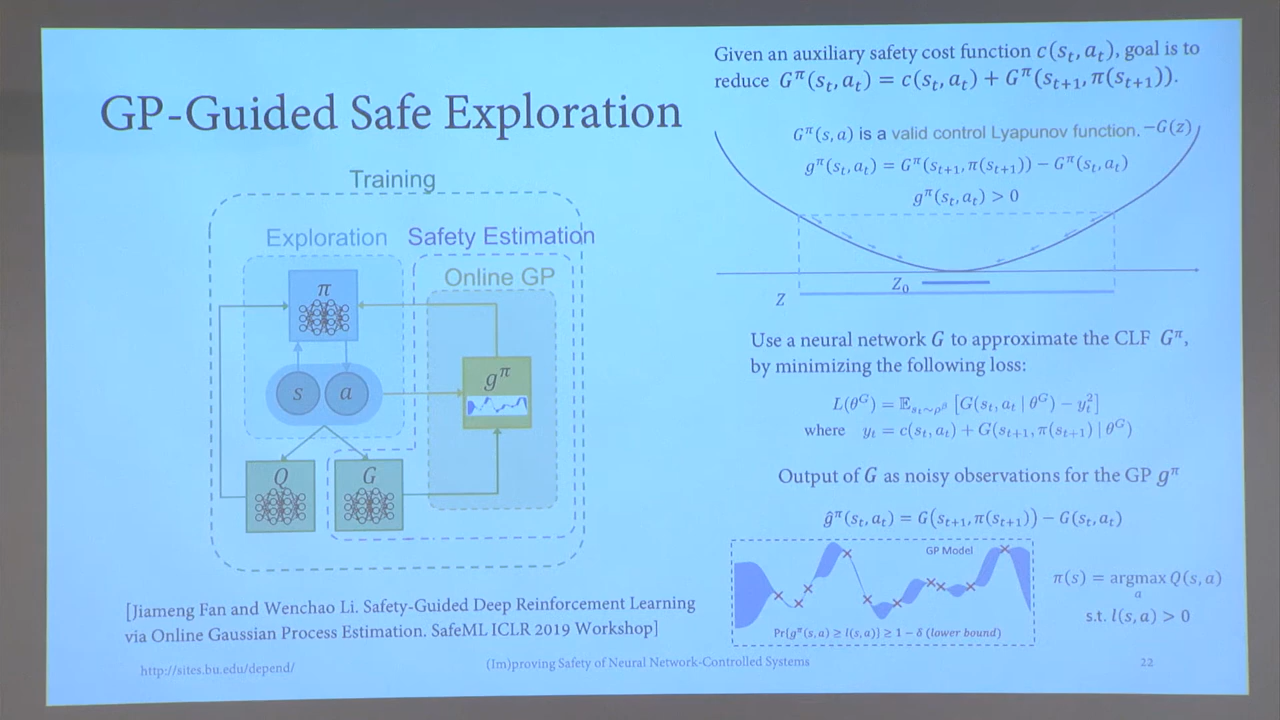 GP-Guided Safe Exploration
Training
Exploration
Safety Estimation
Online GP
π
s
a
g^π
Q
G
[Jiameng Fan and Wenchao Li. Safety-Guided Deep Reinforcement Learning
via Online Gaussian Process Estimation. SafeML ICLR 2019 Workshop]
Given an auxiliary safety cost function c(s_t, a_t), goal is to
reduce G^π(s_t, a_t) = c(s_t, a_t) + G^π(s_{t+1}, π(s_{t+1})).
G^π(s, a) is a valid control Lyapunov function.
−G(z)
g^π(s_t, a_t) = G^π(s_{t+1}, π(s_{t+1})) − G^π(s_t, a_t)
g^π(s_t, a_t) > 0
Z_0
Z
Use a neural network G to approximate the CLF G^π,
by minimizing the following loss:
L(θ^G) = 𝔼_{s_t~ρ^β} [G(s_t, a_t | θ^G) − y_t^2]
where y_t = c(s_t, a_t) + G(s_{t+1}, π(s_{t+1}) | θ^G)
Output of G as noisy observations for the GP g^π
ĝ^π(s_t, a_t) = G(s_{t+1}, π(s_{t+1})) − G(s_t, a_t)
GP Model
Pr[g^π(s, a) ≥ l(s, a)] ≥ 1 − δ (lower bound)
π(s) = argmax_a Q(s, a)
s.t. l(s, a) > 0
http://sites.bu.edu/depend/
(Im)proving Safety of Neural Network-Controlled Systems
22